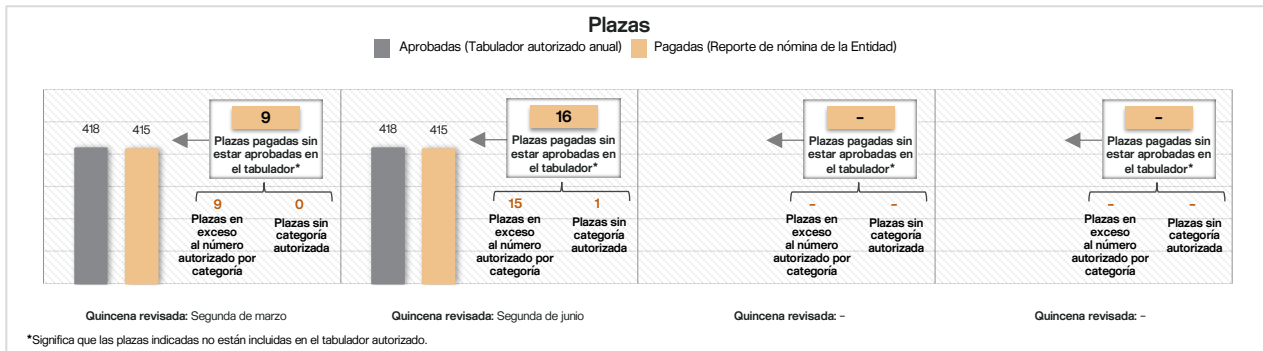 Plazas
Aprobadas (Tabulador autorizado anual)
Pagadas (Reporte de nómina de la Entidad)
418
415
9
Plazas pagadas sin
estar aprobadas en
el tabulador*
9
Plazas en
exceso
al número
autorizado por
categoría
0
Plazas sin
categoría
autorizada
Quincena revisada: Segunda de marzo
418
415
16
Plazas pagadas sin
estar aprobadas en
el tabulador*
15
Plazas en
exceso
al número
autorizado por
categoría
1
Plazas sin
categoría
autorizada
Quincena revisada: Segunda de junio
–
Plazas pagadas sin
estar aprobadas en
el tabulador*
–
Plazas en
exceso
al número
autorizado por
categoría
–
Plazas sin
categoría
autorizada
Quincena revisada: –
–
Plazas pagadas sin
estar aprobadas en
el tabulador*
–
Plazas en
exceso
al número
autorizado por
categoría
–
Plazas sin
categoría
autorizada
Quincena revisada: –
*Significa que las plazas indicadas no están incluidas en el tabulador autorizado.